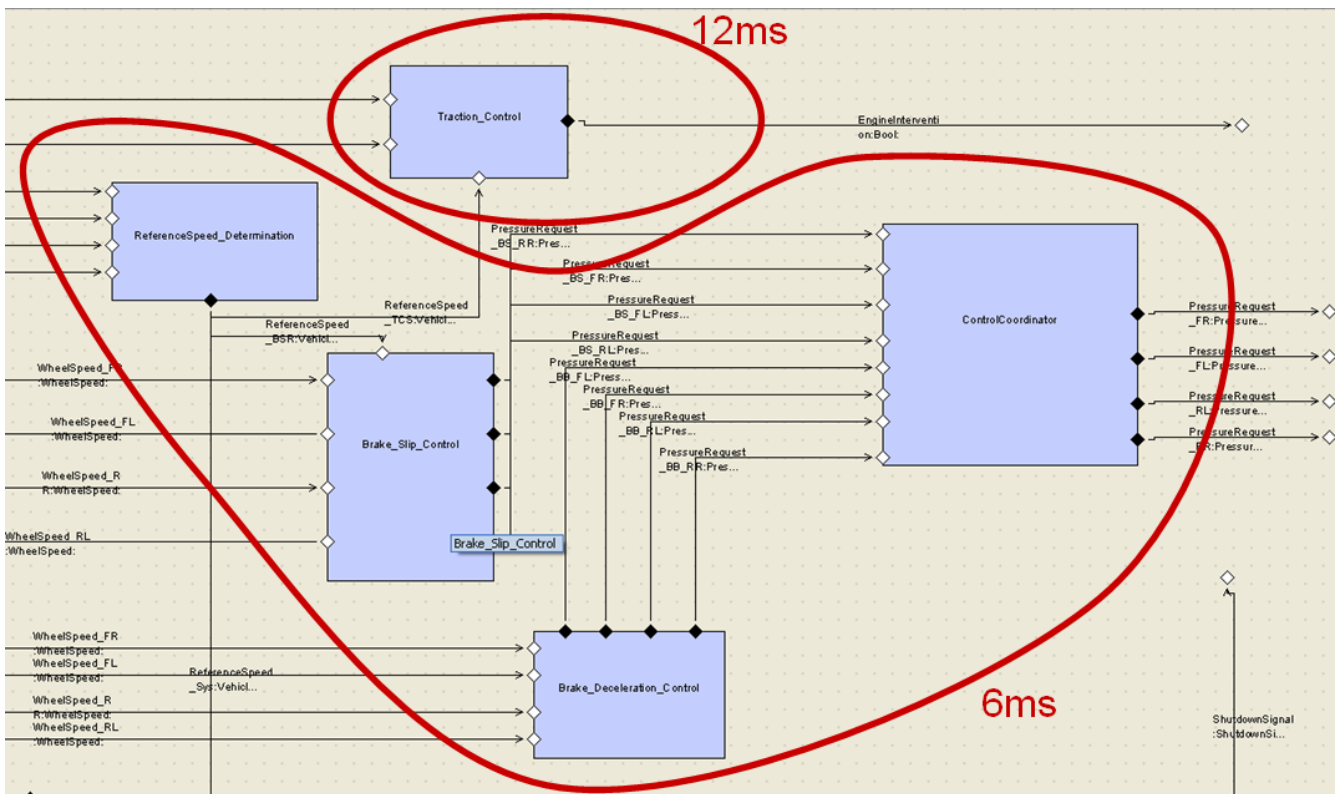 12ms
Traction_Control
EngineInterventi
on:Bool:
ReferenceSpeed_Determination
PressureRequest
_BS_RR:Pres...
PressureRequest
_BS_FR:Pres...
PressureRequest
_BS_FL:Press...
PressureRequest
_BS_RL:Pres...
PressureRequest
_BB_FL:Press...
PressureRequest
_BB_FR:Pres...
PressureRequest
_BB_RL:Pres...
PressureRequest
_BB_RR:Pres...
ControlCoordinator
PressureRequest
_FR:Pressure...
PressureRequest
_FL:Pressure...
PressureRequest
_RL:Pressure...
PressureRequest
_RR:Pressur...
ReferenceSpeed
_TCS:Vehicl...
ReferenceSpeed
_BSR:Vehicl...
:WheelSpeed:
WheelSpeed_FL
:WheelSpeed:
WheelSpeed_R
R:WheelSpeed:
WheelSpeed_RL
:WheelSpeed:
Brake_Slip_Control
Brake_Slip_Control
WheelSpeed_FR
:WheelSpeed:
WheelSpeed_FL
:WheelSpeed:
WheelSpeed_R
R:WheelSpeed:
WheelSpeed_RL
:WheelSpeed:
ReferenceSpeed
_Sys:Vehicl...
Brake_Deceleration_Control
6ms
ShutdownSignal
:ShutdownSi...